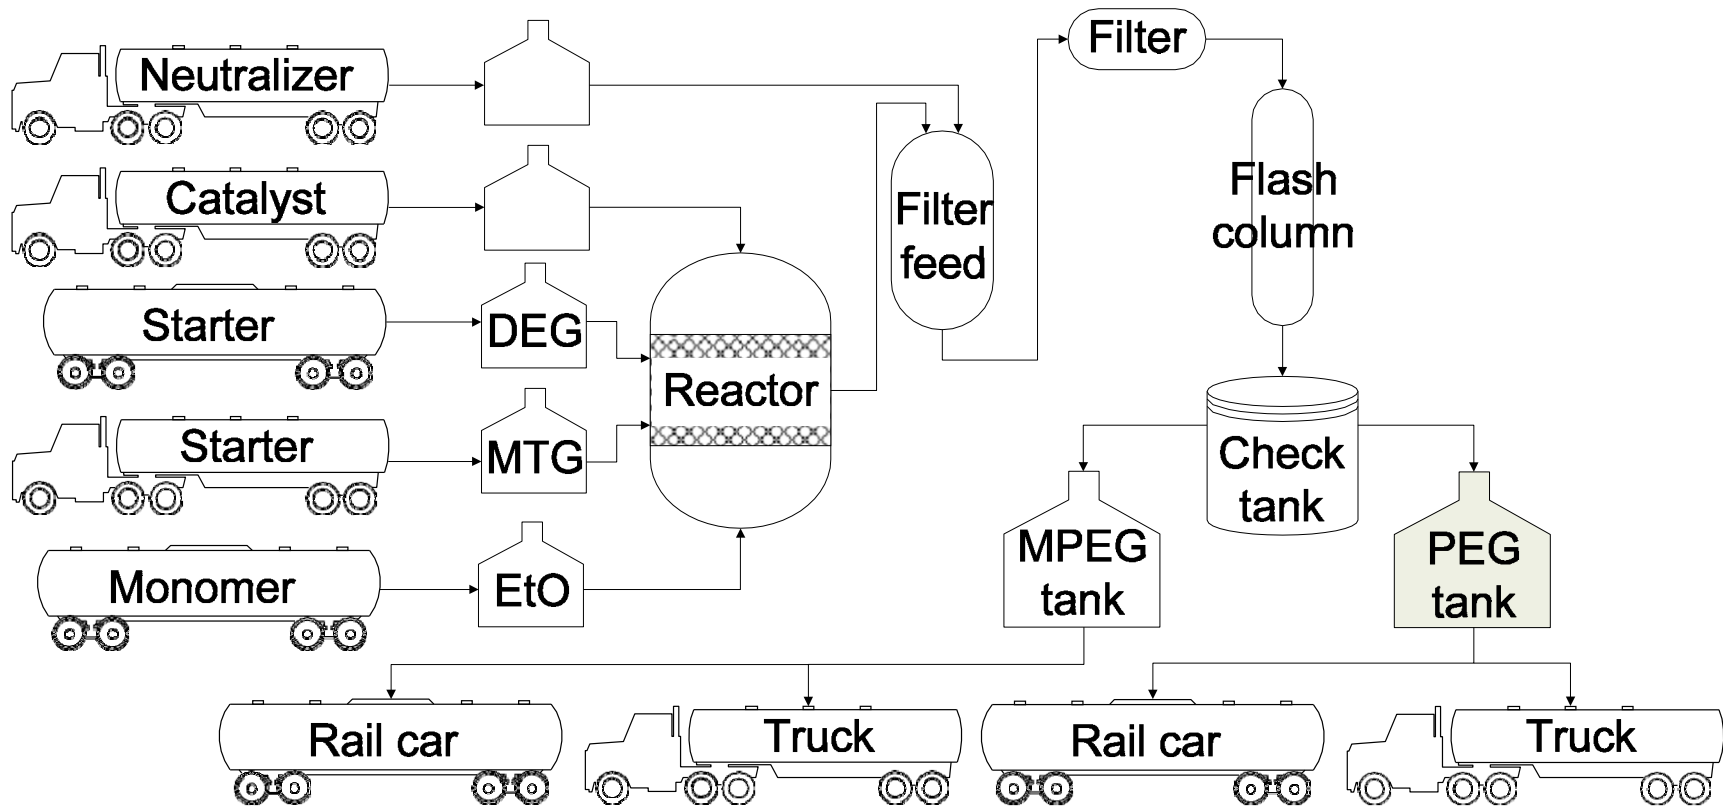 Neutralizer
Filter
Catalyst
Flash
column
Filter
feed
Starter
DEG
Reactor
Starter
MTG
Check
tank
Monomer
EtO
MPEG
tank
PEG
tank
Rail car
Truck
Rail car
Truck